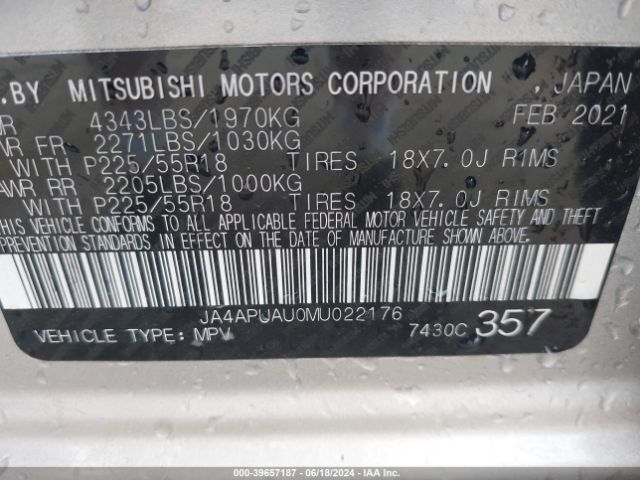 .BY MITSUBISHI MOTORS CORPORATION , JAPAN
R 4343LBS/1970KG FEB 2021
WR FR 2271LBS/1030KG
WITH P225/55R18 TIRES 18X7.0J RIMS
AWR RR 2205LBS/1000KG
WITH P225/55R18 TIRES 18X7.0J RIMS
THIS VEHICLE CONFORMS TO ALL APPLICABLE FEDERAL MOTOR VEHICLE SAFETY AND THEFT
PREVENTION STANDARDS IN EFFECT ON THE DATE OF MANUFACTURE SHOWN ABOVE.
JA4APUAU0MU022176
VEHICLE TYPE: MPV 7430C 357
000-39657187 - 06/18/2024 - IAA Inc.